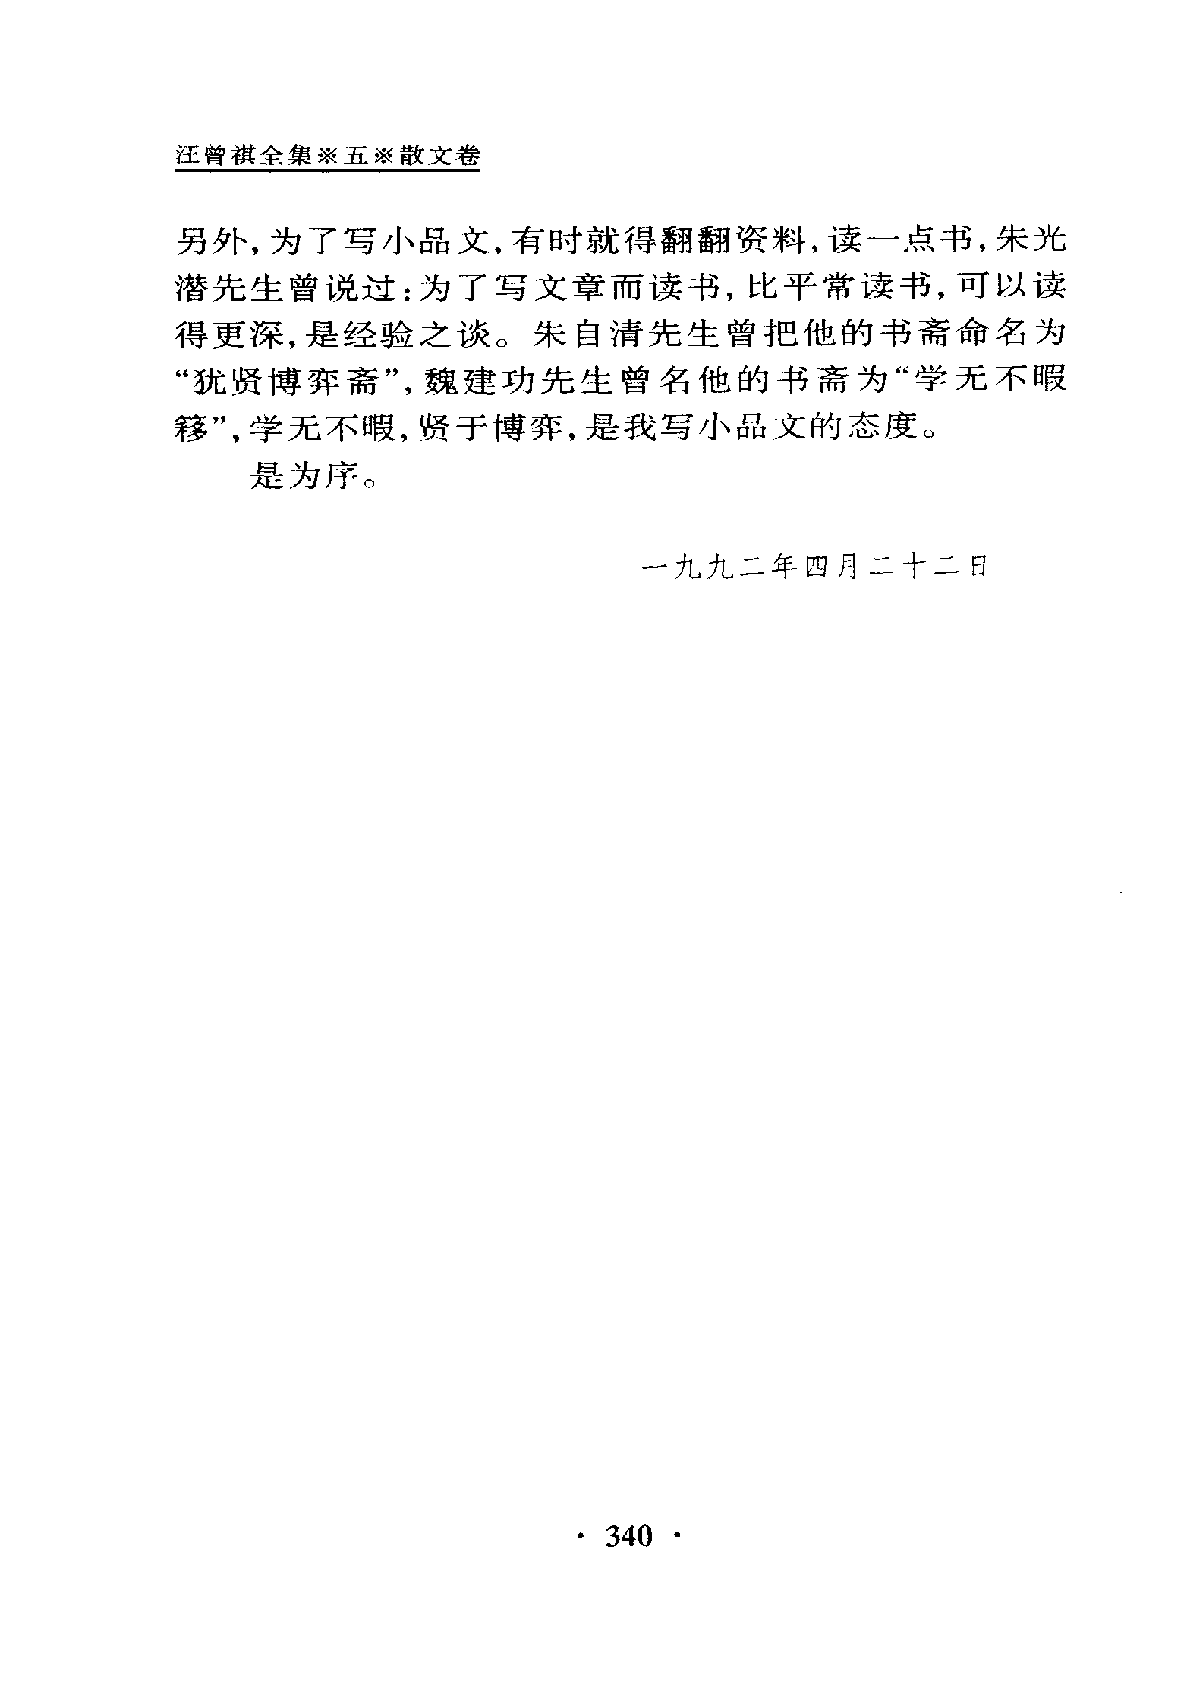 汪曾祺全集※五※散文卷
另外,为了写小品文,有时就得翻翻资料,读一点书,朱光
潜先生曾说过:为了写文章而读书,比平常读书,可以读
得更深,是经验之谈。朱自清先生曾把他的书斋命名为
“犹贤博弈斋”,魏建功先生曾名他的书斋为“学无不暇
簃”,学无不暇,贤于博弈,是我写小品文的态度。
是为序。
一九九二年四月二十二日
· 340 ·